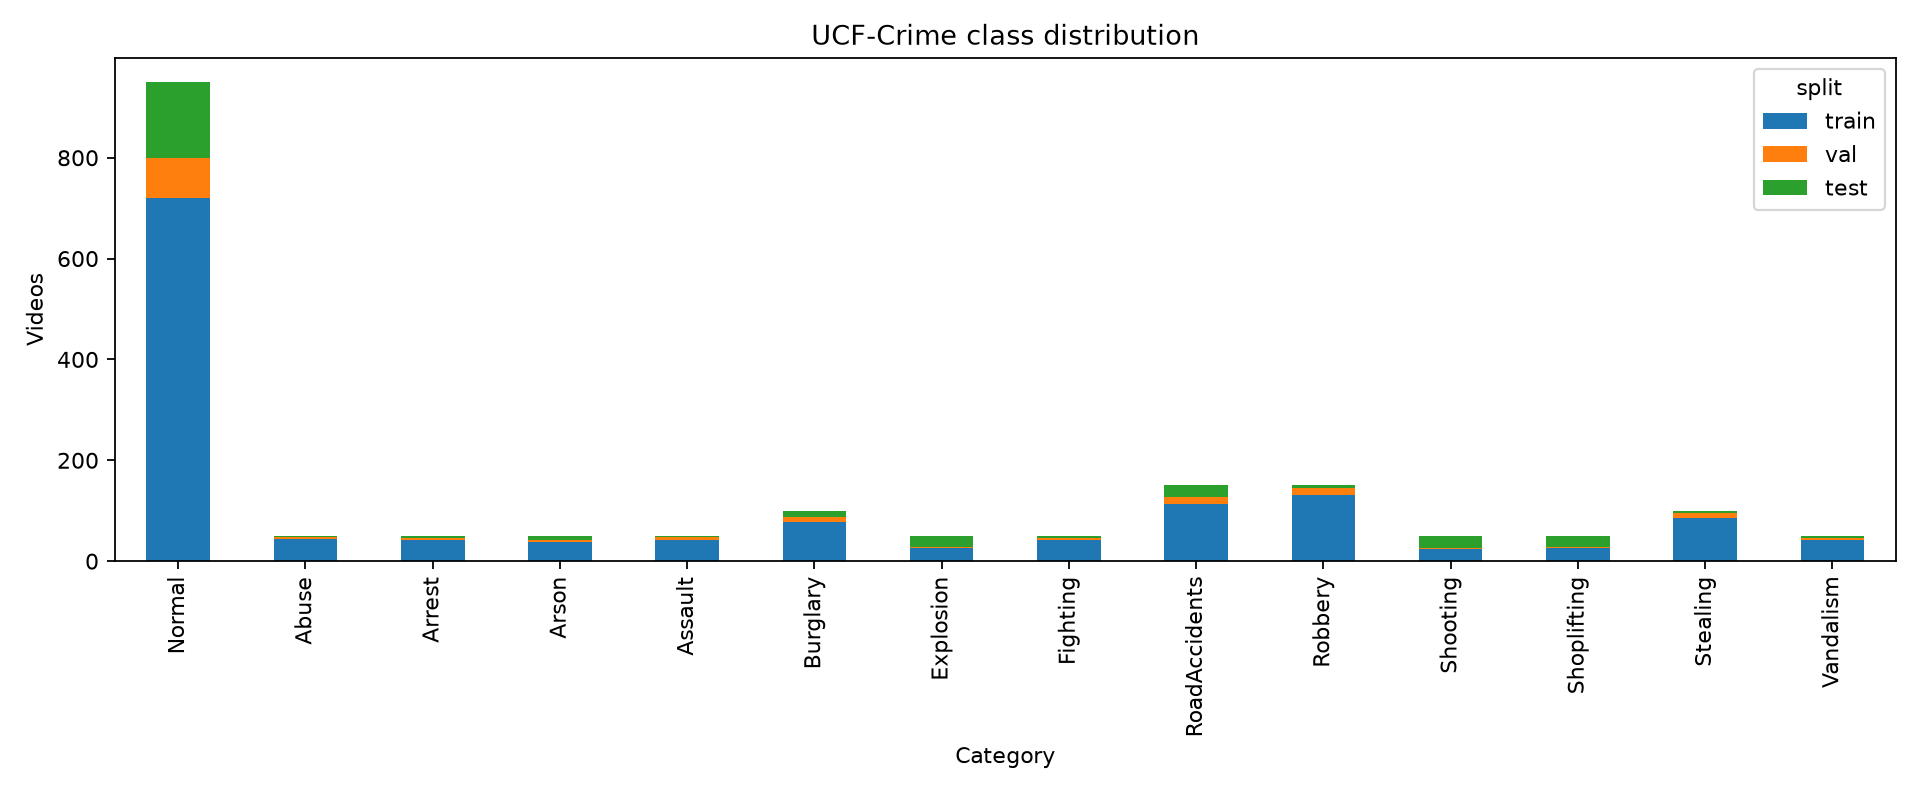 UCF-Crime class distribution
split
train
val
test
Videos
800
600
400
200
0
Normal
Abuse
Arrest
Arson
Assault
Burglary
Explosion
Fighting
RoadAccidents
Robbery
Shooting
Shoplifting
Stealing
Vandalism
Category